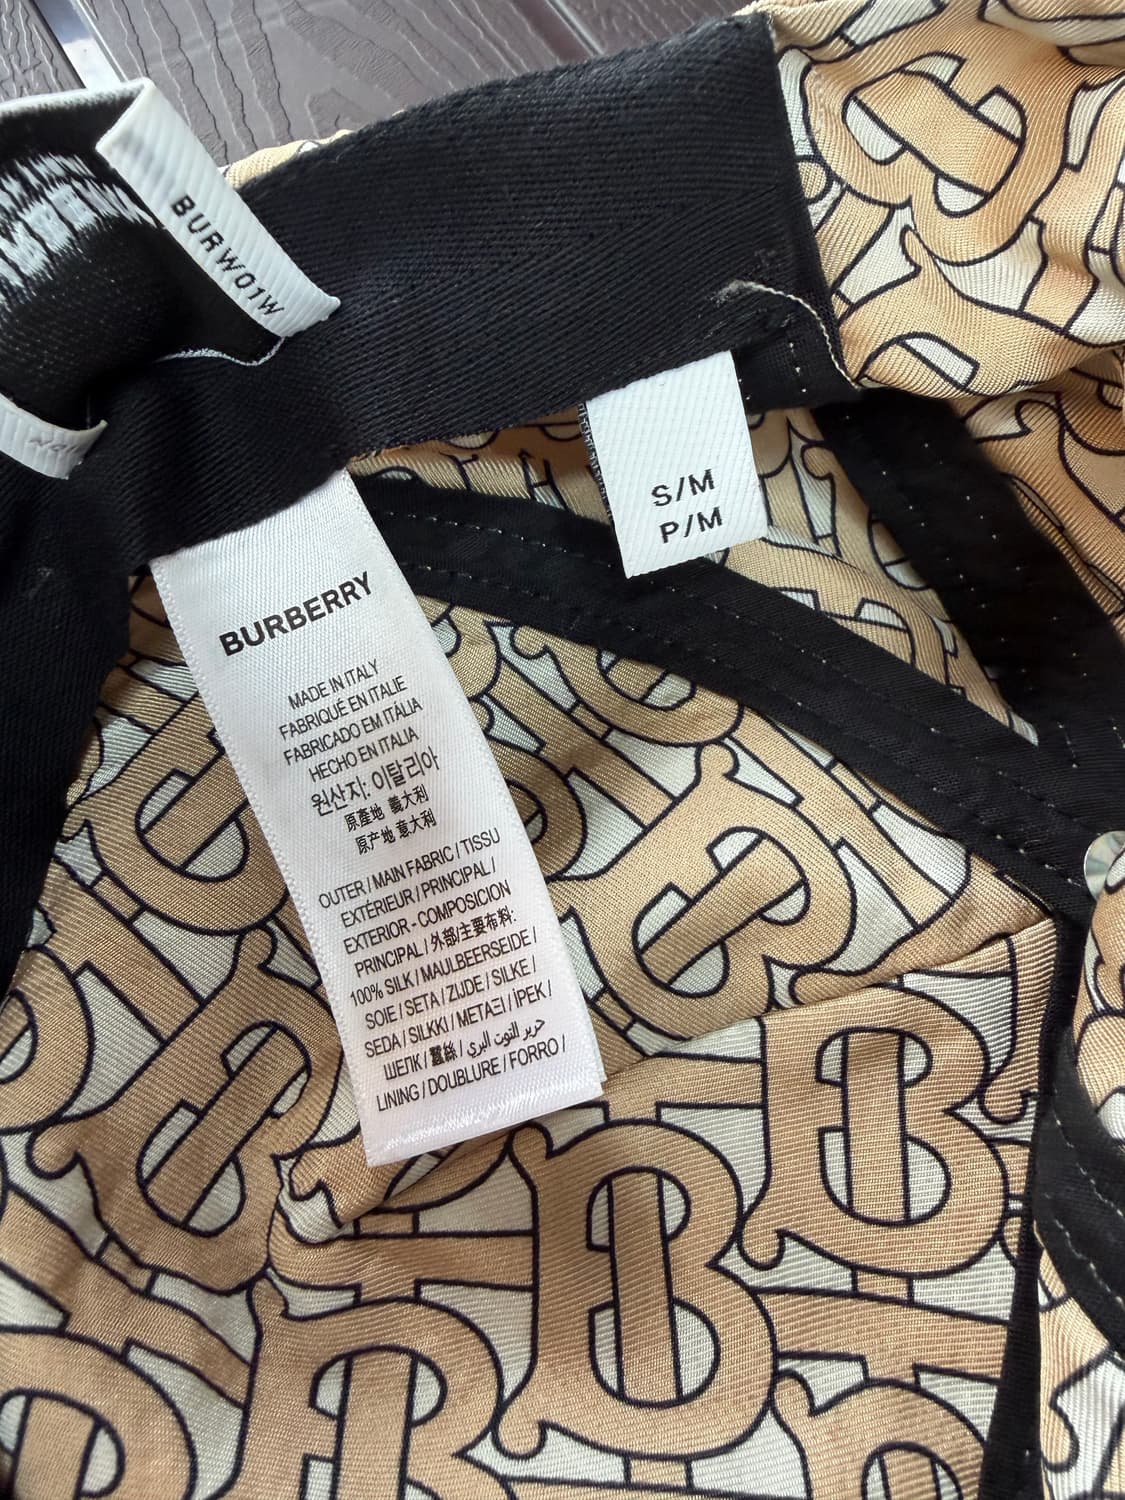 BURW01W
S/M
P/M
BURBERRY
MADE IN ITALY
FABRIQUÉ EN ITALIE
FABRICADO EM ITÁLIA
HECHO EN ITALIA
원산지: 이탈리아
原產地 義大利
原产地 意大利
OUTER / MAIN FABRIC / TISSU
EXTÉRIEUR / PRINCIPAL /
EXTERIOR - COMPOSICION
PRINCIPAL / 外部/主要布料:
100% SILK / MAULBEERSEIDE /
SOIE / SETA / ZIJDE / SILKE /
SEDA / SILKKI / ΜΕΤΑΞΙ / İPEK /
ШЕЛК / 蠶絲 / حرير التوت البري /
LINING / DOUBLURE / FORRO /